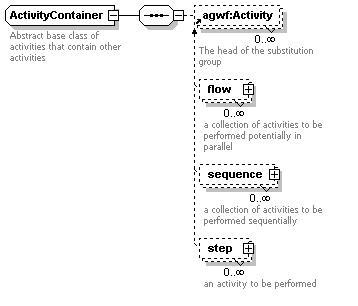 ActivityContainer
Abstract base class of
activities that contain other
activities
agwf:Activity
0..∞
The head of the substitution
group
flow
0..∞
a collection of activities to be
performed potentially in
parallel
sequence
0..∞
a collection of activities to be
performed sequentially
step
0..∞
an activity to be performed